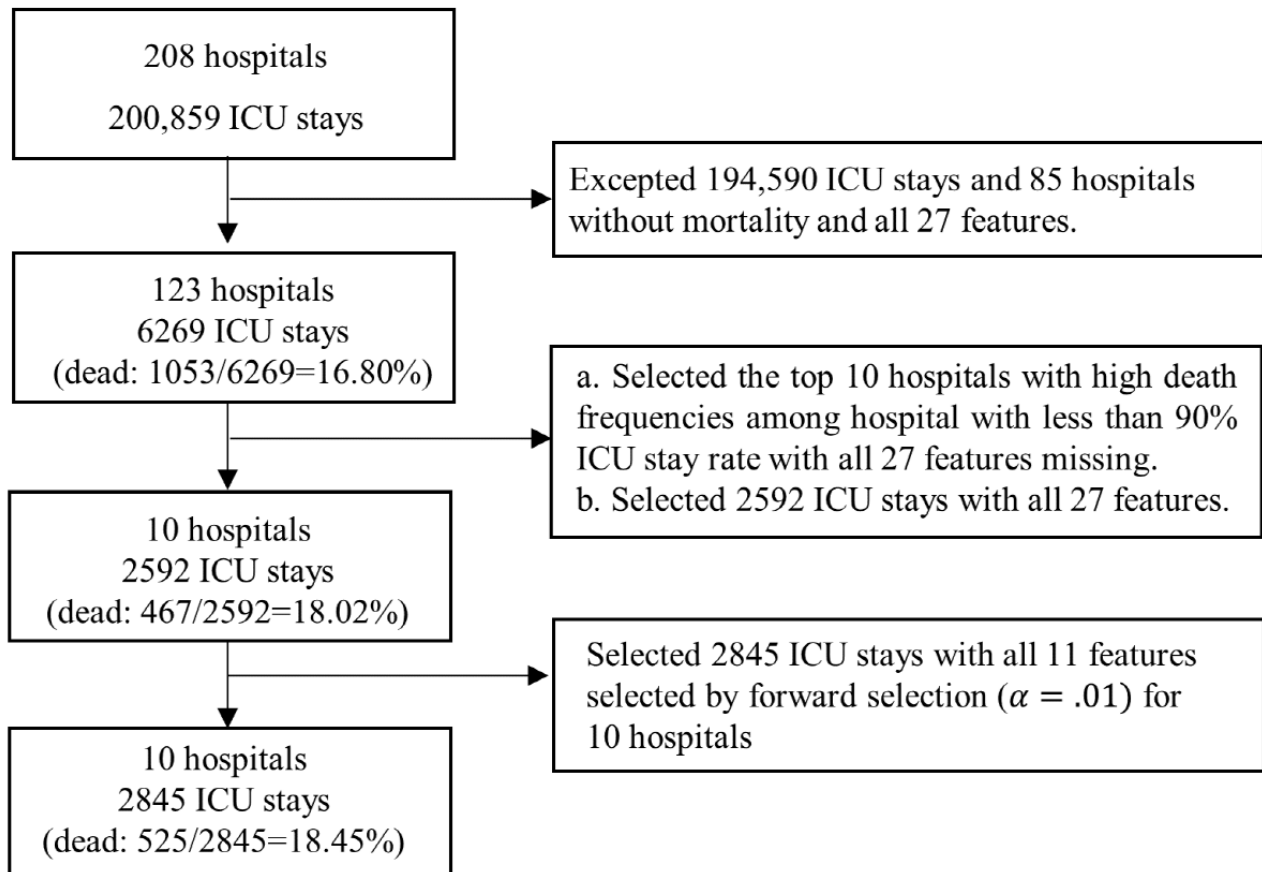 208 hospitals
200,859 ICU stays
Excepted 194,590 ICU stays and 85 hospitals
without mortality and all 27 features.
123 hospitals
6269 ICU stays
(dead: 1053/6269=16.80%)
a. Selected the top 10 hospitals with high death
frequencies among hospital with less than 90%
ICU stay rate with all 27 features missing.
b. Selected 2592 ICU stays with all 27 features.
10 hospitals
2592 ICU stays
(dead: 467/2592=18.02%)
Selected 2845 ICU stays with all 11 features
selected by forward selection (α = .01) for
10 hospitals
10 hospitals
2845 ICU stays
(dead: 525/2845=18.45%)